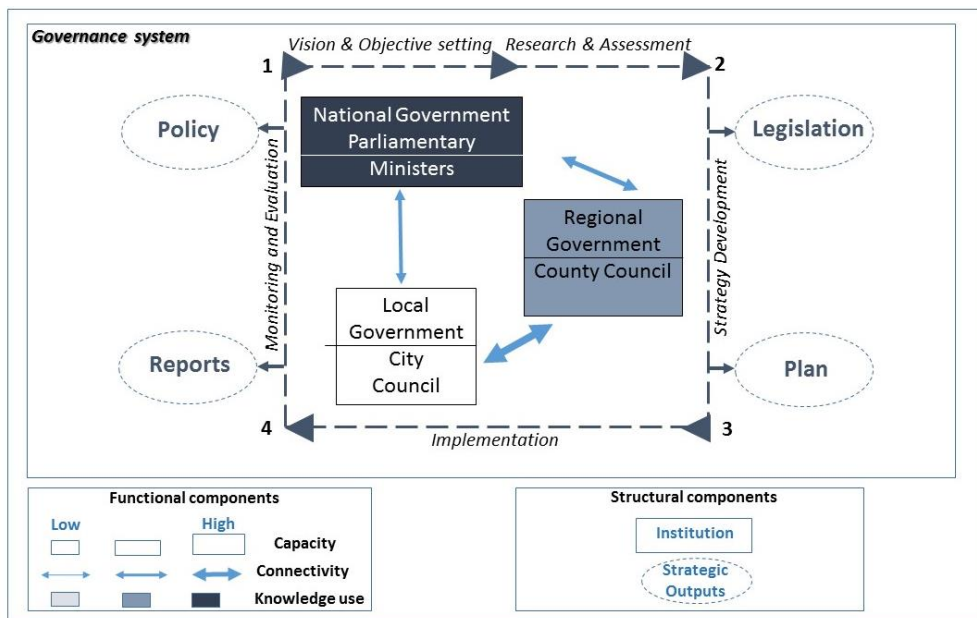 Governance system
Vision & Objective setting
Research & Assessment
1
2
Policy
Legislation
National Government
Parliamentary
Ministers
Monitoring and Evaluation
Strategy Development
Regional
Government
County Council
Local
Government
City
Council
Reports
Plan
4
3
Implementation
Functional components
Low
High
Capacity
Connectivity
Knowledge use
Structural components
Institution
Strategic
Outputs